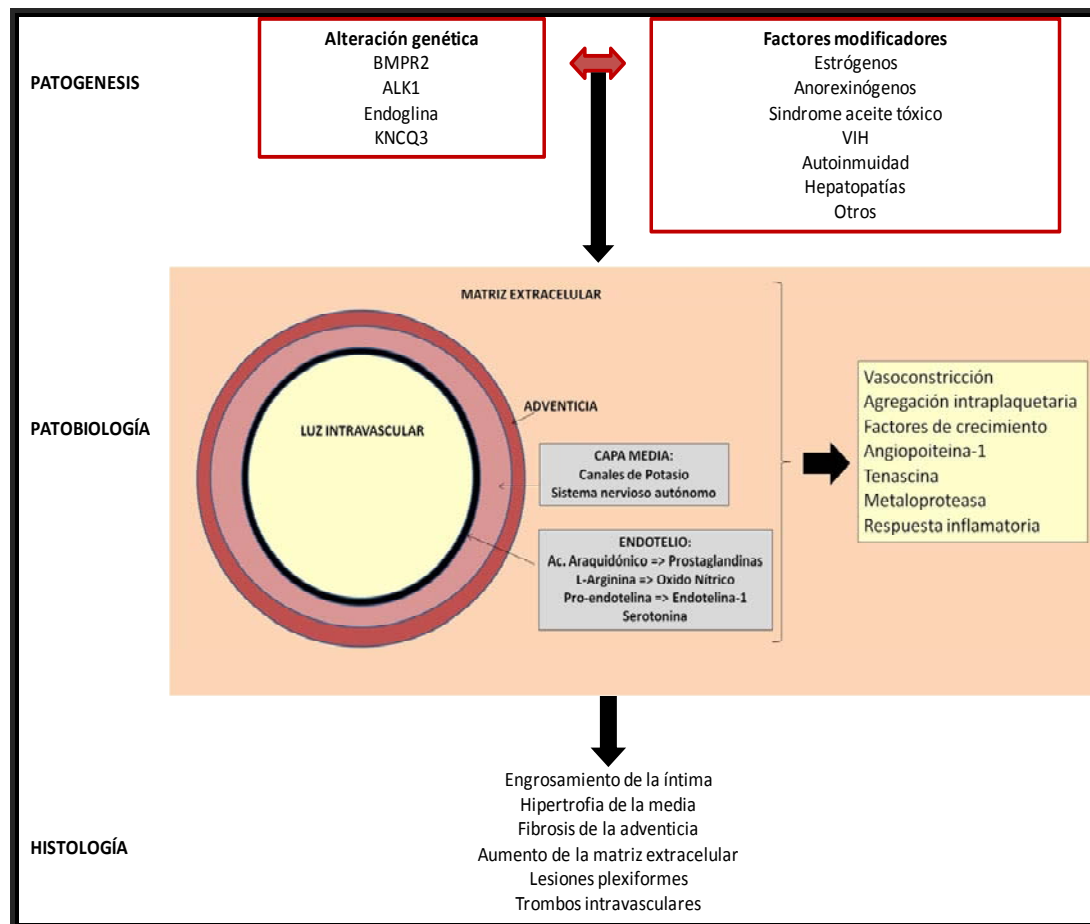 PATOGENESIS
Alteración genética
BMPR2
ALK1
Endoglina
KNCQ3
Factores modificadores
Estrógenos
Anorexinógenos
Sindrome aceite tóxico
VIH
Autoinmuidad
Hepatopatías
Otros
PATOBIOLOGÍA
MATRIZ EXTRACELULAR
LUZ INTRAVASCULAR
ADVENTICIA
CAPA MEDIA:
Canales de Potasio
Sistema nervioso autónomo
ENDOTELIO:
Ac. Araquidónico => Prostaglandinas
L-Arginina => Oxido Nítrico
Pro-endotelina => Endotelina-1
Serotonina
Vasoconstricción
Agregación intraplaquetaria
Factores de crecimiento
Angiopoiteina-1
Tenascina
Metaloproteasa
Respuesta inflamatoria
HISTOLOGÍA
Engrosamiento de la íntima
Hipertrofia de la media
Fibrosis de la adventicia
Aumento de la matriz extracelular
Lesiones plexiformes
Trombos intravasculares